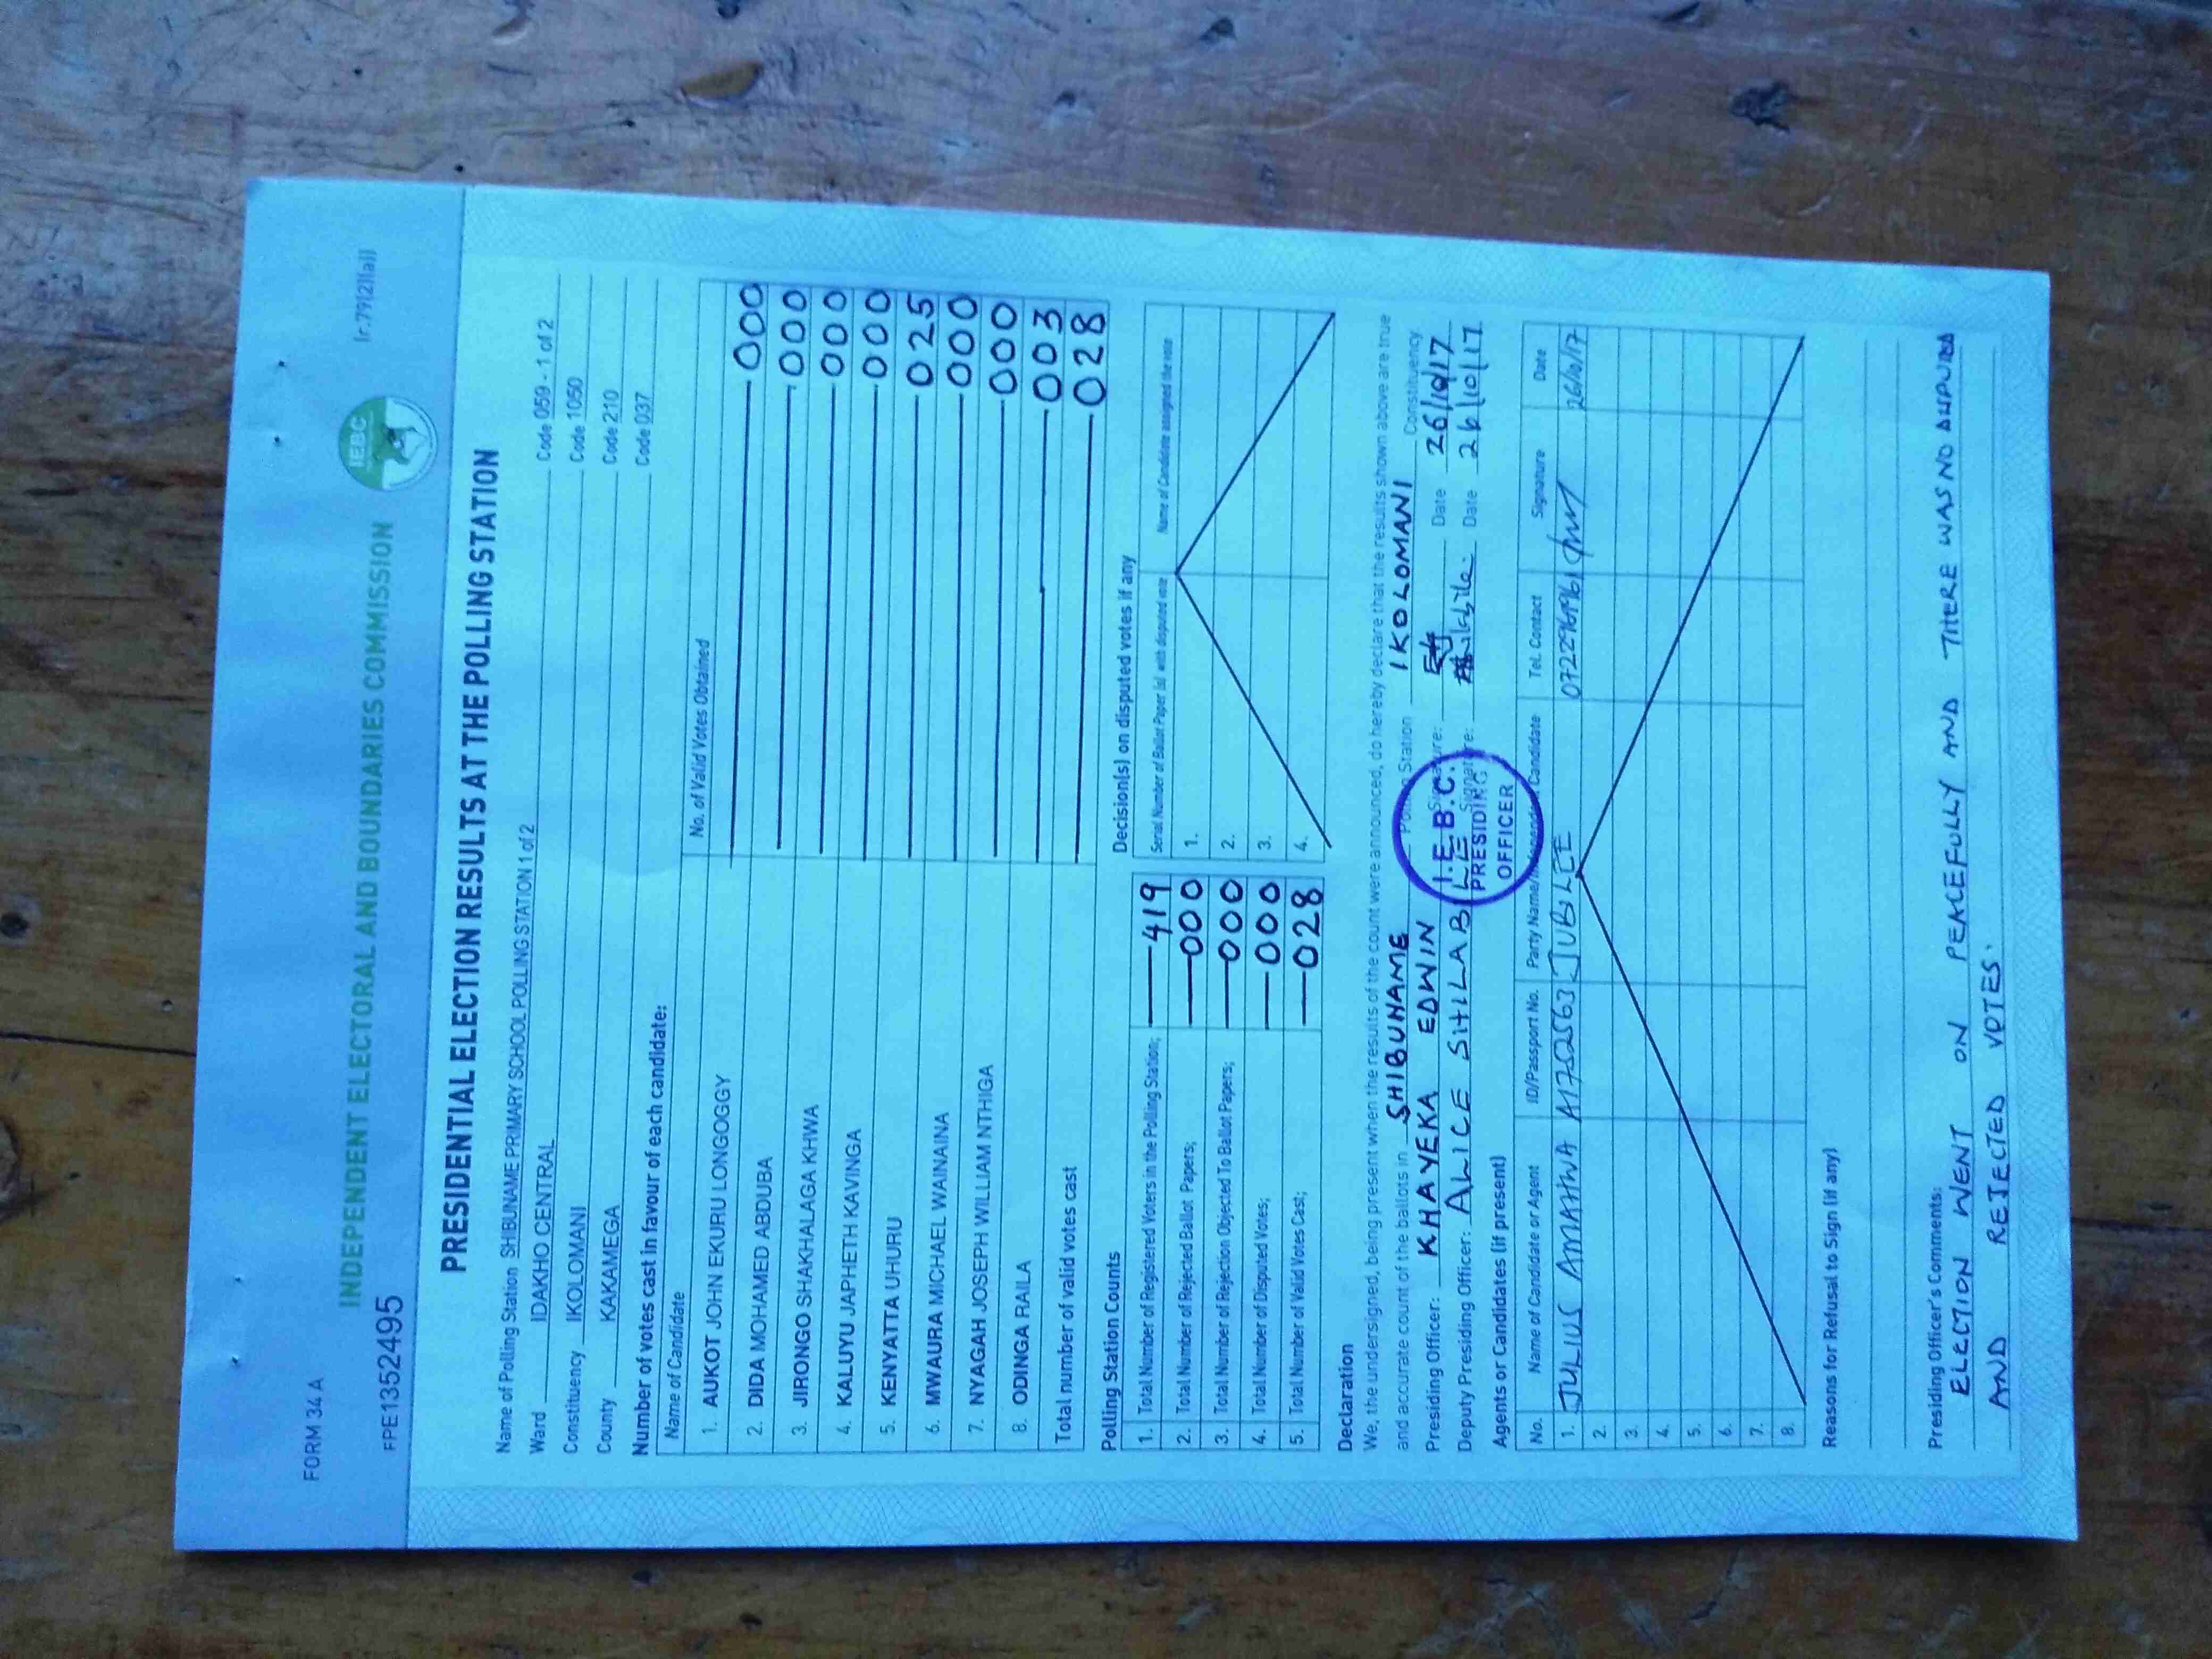 FORM 34 A
(r.79(2)(a))
INDEPENDENT ELECTORAL AND BOUNDARIES COMMISSION
IEBC
FPE1352495
PRESIDENTIAL ELECTION RESULTS AT THE POLLING STATION
Name of Polling Station SHIBUNAME PRIMARY SCHOOL POLLING STATION 1 of 2 Code 059 - 1 of 2
Ward IDAKHO CENTRAL Code 1050
Constituency IKOLOMANI Code 210
County KAKAMEGA Code 037
Number of votes cast in favour of each candidate:
Name of Candidate No. of Valid Votes Obtained
1. AUKOT JOHN EKURU LONGOGGY 000
2. DIDA MOHAMED ABDUBA 000
3. JIRONGO SHAKHALAGA KHWA 000
4. KALUYU JAPHETH KAVINGA 000
5. KENYATTA UHURU 025
6. MWAURA MICHAEL WAINAINA 000
7. NYAGAH JOSEPH WILLIAM NTHIGA 000
8. ODINGA RAILA 003
Total number of valid votes cast 028
Polling Station Counts
1. Total Number of Registered Voters in the Polling Station; 419
2. Total Number of Rejected Ballot Papers; 000
3. Total Number of Rejection Objected To Ballot Papers; 000
4. Total Number of Disputed Votes; 000
5. Total Number of Valid Votes Cast; 028
Decision(s) on disputed votes if any
Serial Number of Ballot Paper (s) with disputed vote Name of Candidate assigned the vote
1.
2.
3.
4.
Declaration
We, the undersigned, being present when the results of the count were announced, do hereby declare that the results shown above are true
and accurate count of the ballots in SHIBUNAME Polling Station IKOLOMANI Constituency
Presiding Officer: KHAYEKA EDWIN Signature: Date 26/10/17
Deputy Presiding Officer: ALICE SHILLABILLE Signature: Date 26/10/17
I.E.B.C.
PRESIDING
OFFICER
Agents or Candidates (if present)
No. Name of Candidate or Agent ID/Passport No. Party Name/Independent Candidate Tel. Contact Signature Date
1. JULIUS AMATWA JUBILEE 26/10/17
2.
3.
4.
5.
6.
7.
8.
Reasons for Refusal to Sign (if any)
Presiding Officer's Comments:
ELECTION WENT ON PEACEFULLY AND THERE WAS NO DISPUTED
AND REJECTED VOTES.